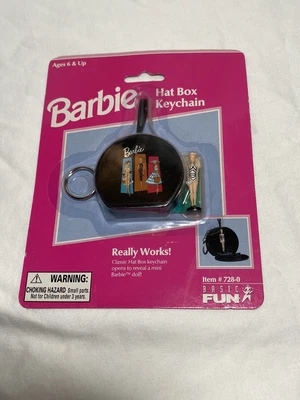 Ages 6 & Up
Barbie
Hat Box
Keychain
Barbie
Really Works!
Classic Hat Box keychain
opens to reveal a mini
Barbie™ doll!
WARNING:
CHOKING HAZARD Small parts.
Not for Children under 3 years.
Item # 728-0
BASIC
FUN